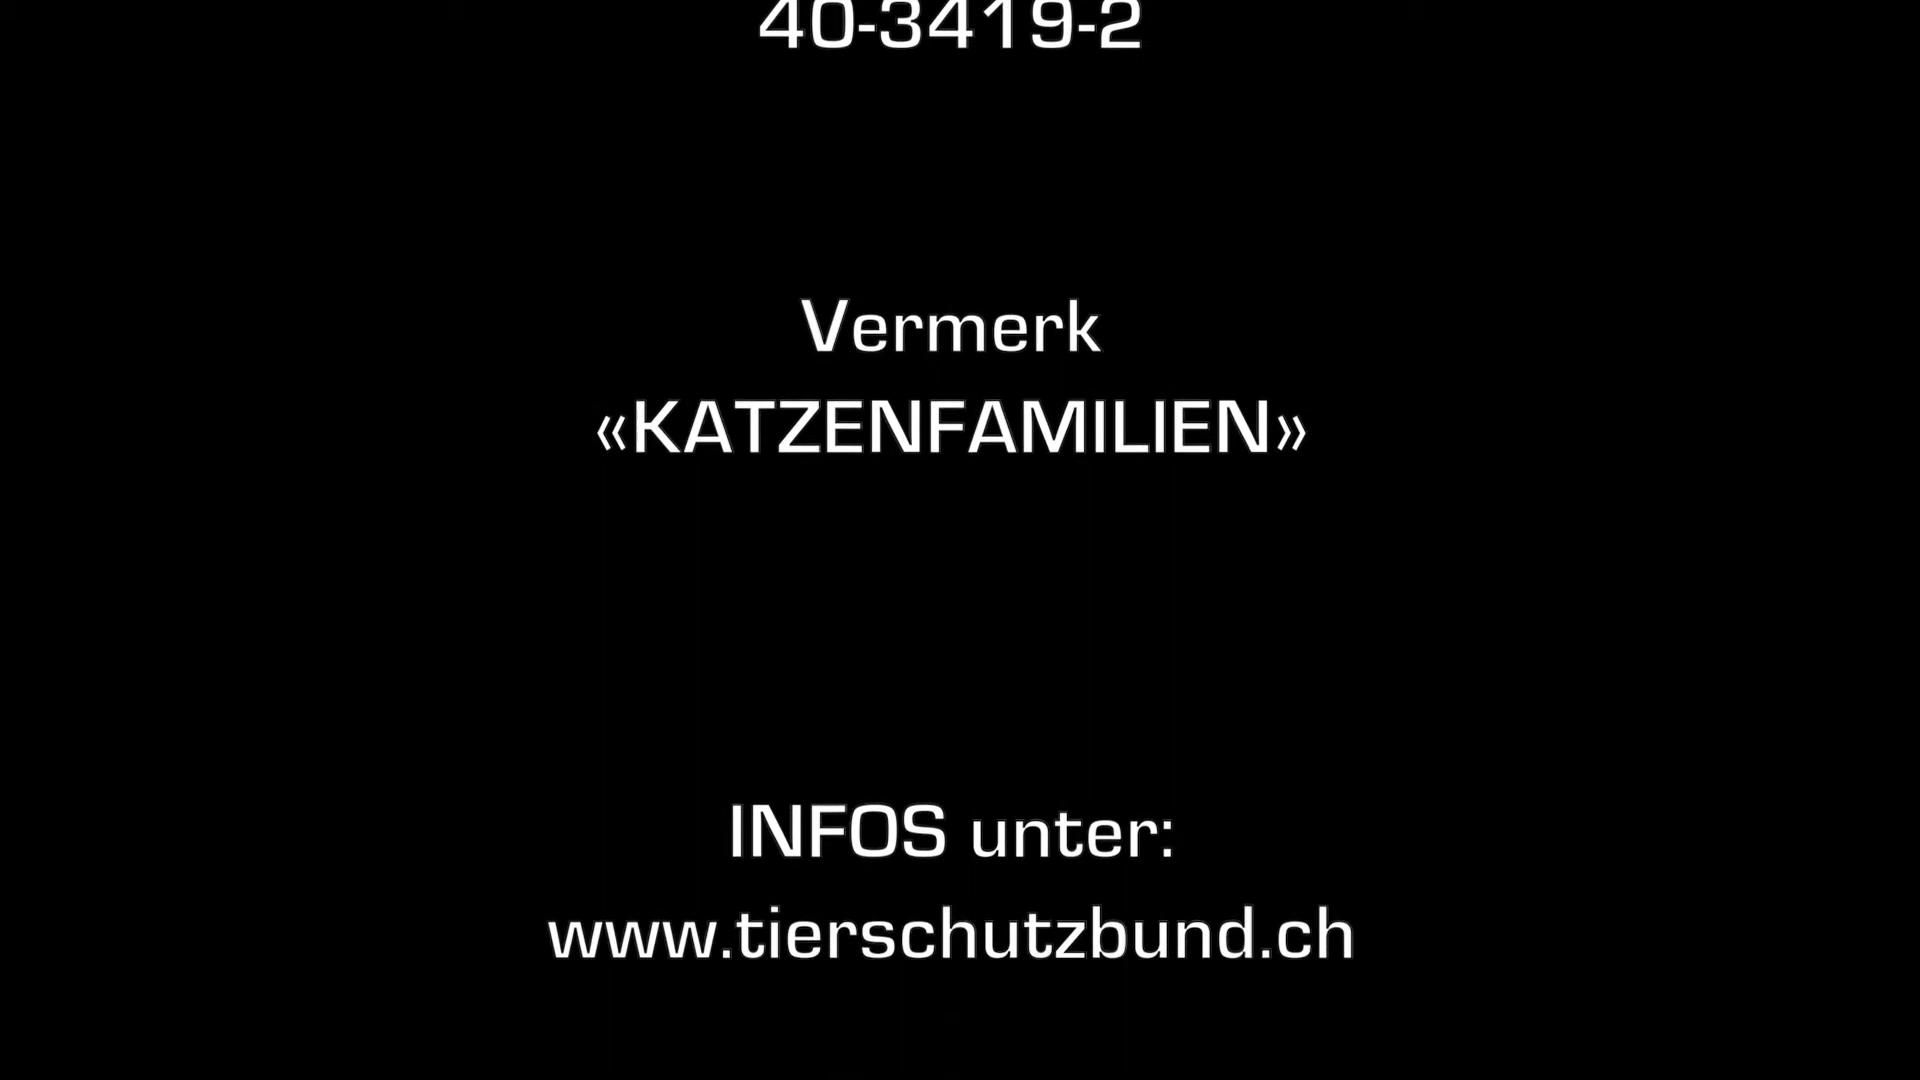 40-3419-2
Vermerk
«KATZENFAMILIEN»
INFOS unter:
www.tierschutzbund.ch